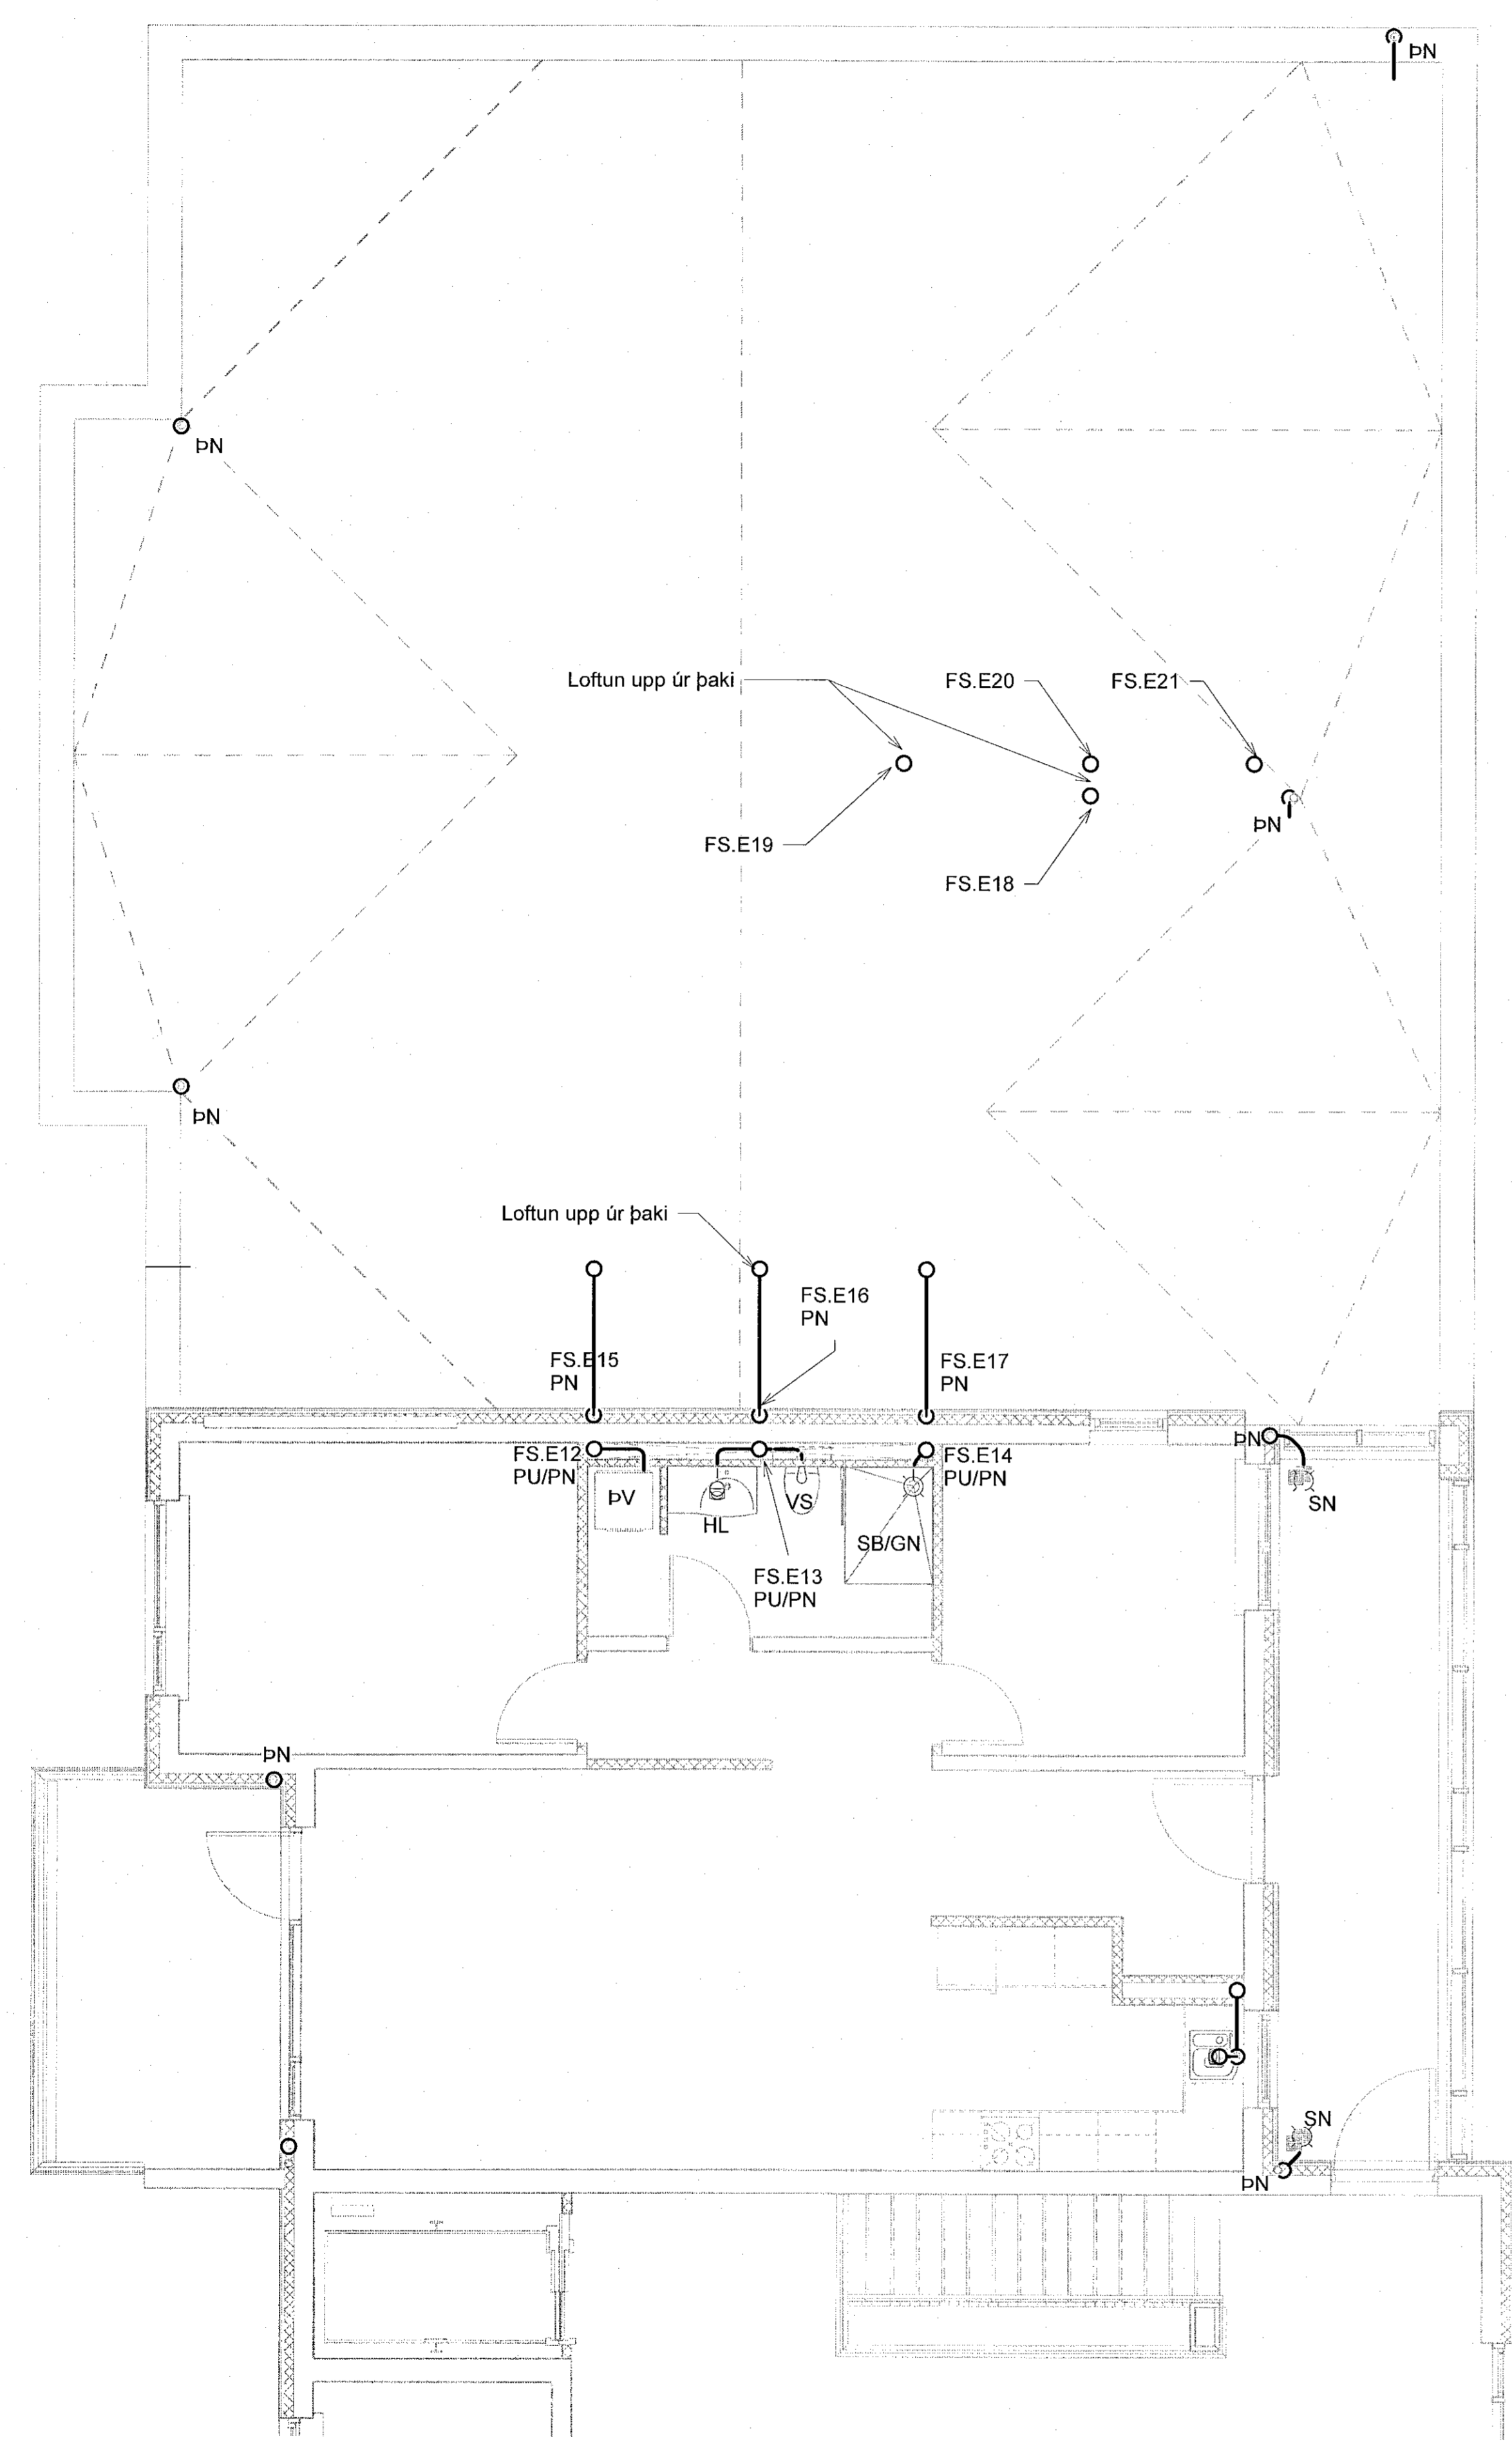 ÞN
ÞN
Loftun upp úr þaki
FS.E20
FS.E21
ÞN
FS.E19
FS.E18
ÞN
Loftun upp úr þaki
FS.E16
PN
FS.E15
PN
FS.E17
PN
FS.E12
PU/PN
FS.E14
PU/PN
ÞN
ÞV
HL
VS
SB/GN
SN
FS.E13
PU/PN
ÞN
SN
ÞN